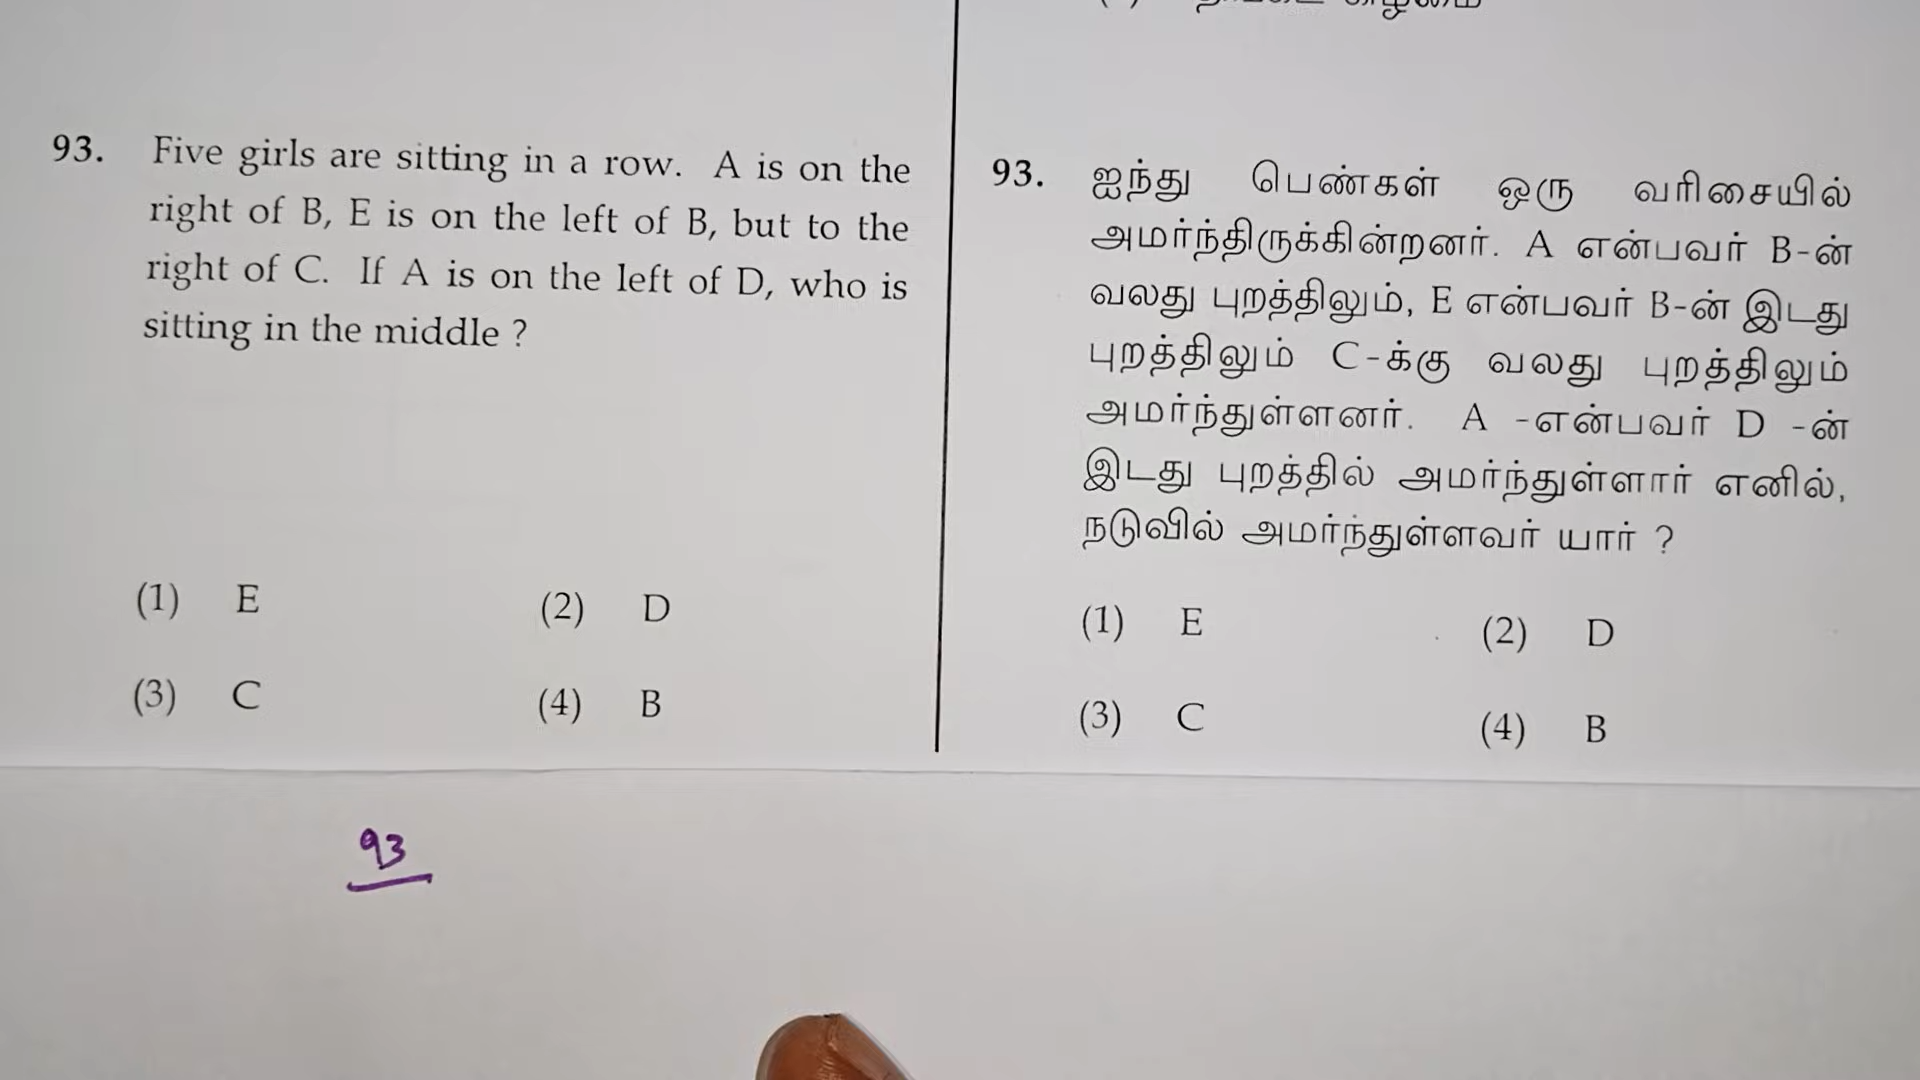 93. Five girls are sitting in a row. A is on the
right of B, E is on the left of B, but to the
right of C. If A is on the left of D, who is
sitting in the middle ?
(1) E (2) D
(3) C (4) B
93. ஐந்து பெண்கள் ஒரு வரிசையில்
அமர்ந்திருக்கின்றனர். A என்பவர் B-ன்
வலது புறத்திலும், E என்பவர் B-ன் இடது
புறத்திலும் C-க்கு வலது புறத்திலும்
அமர்ந்துள்ளனர். A -என்பவர் D -ன்
இடது புறத்தில் அமர்ந்துள்ளார் எனில்,
நடுவில் அமர்ந்துள்ளவர் யார் ?
(1) E (2) D
(3) C (4) B
93